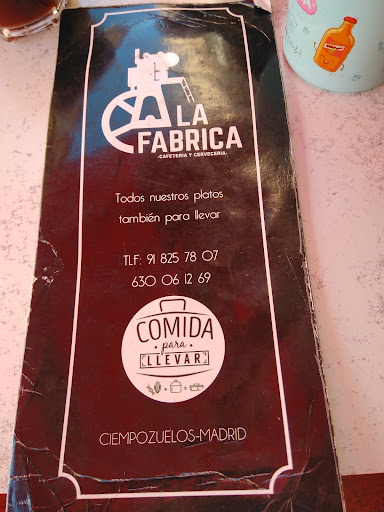 LA
FABRICA
·CAFETERIA Y CERVECERIA·
Todos nuestros platos
también para llevar
TLF: 91 825 78 07
630 06 12 69
COMIDA
· para ·
LLEVAR
CIEMPOZUELOS-MADRID